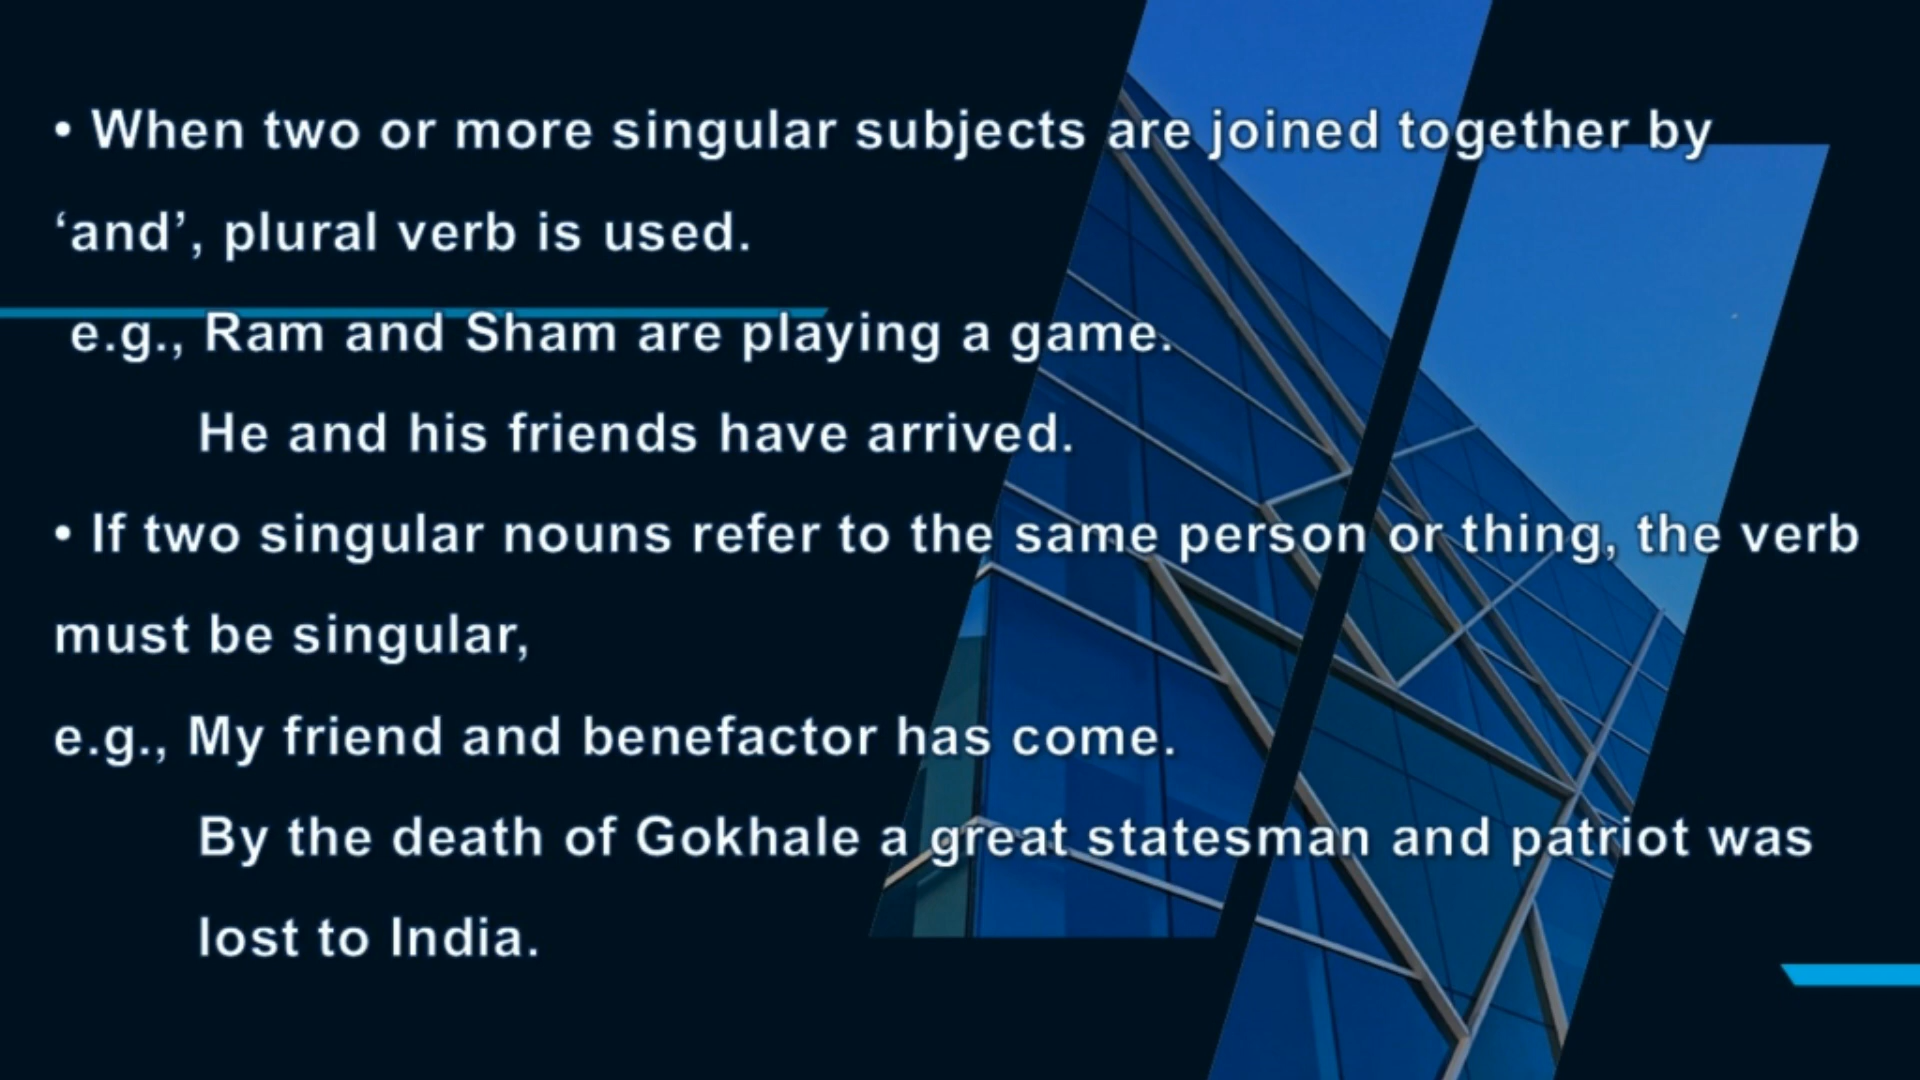 • When two or more singular subjects are joined together by
‘and’, plural verb is used.
e.g., Ram and Sham are playing a game.
He and his friends have arrived.
• If two singular nouns refer to the same person or thing, the verb
must be singular,
e.g., My friend and benefactor has come.
By the death of Gokhale a great statesman and patriot was
lost to India.